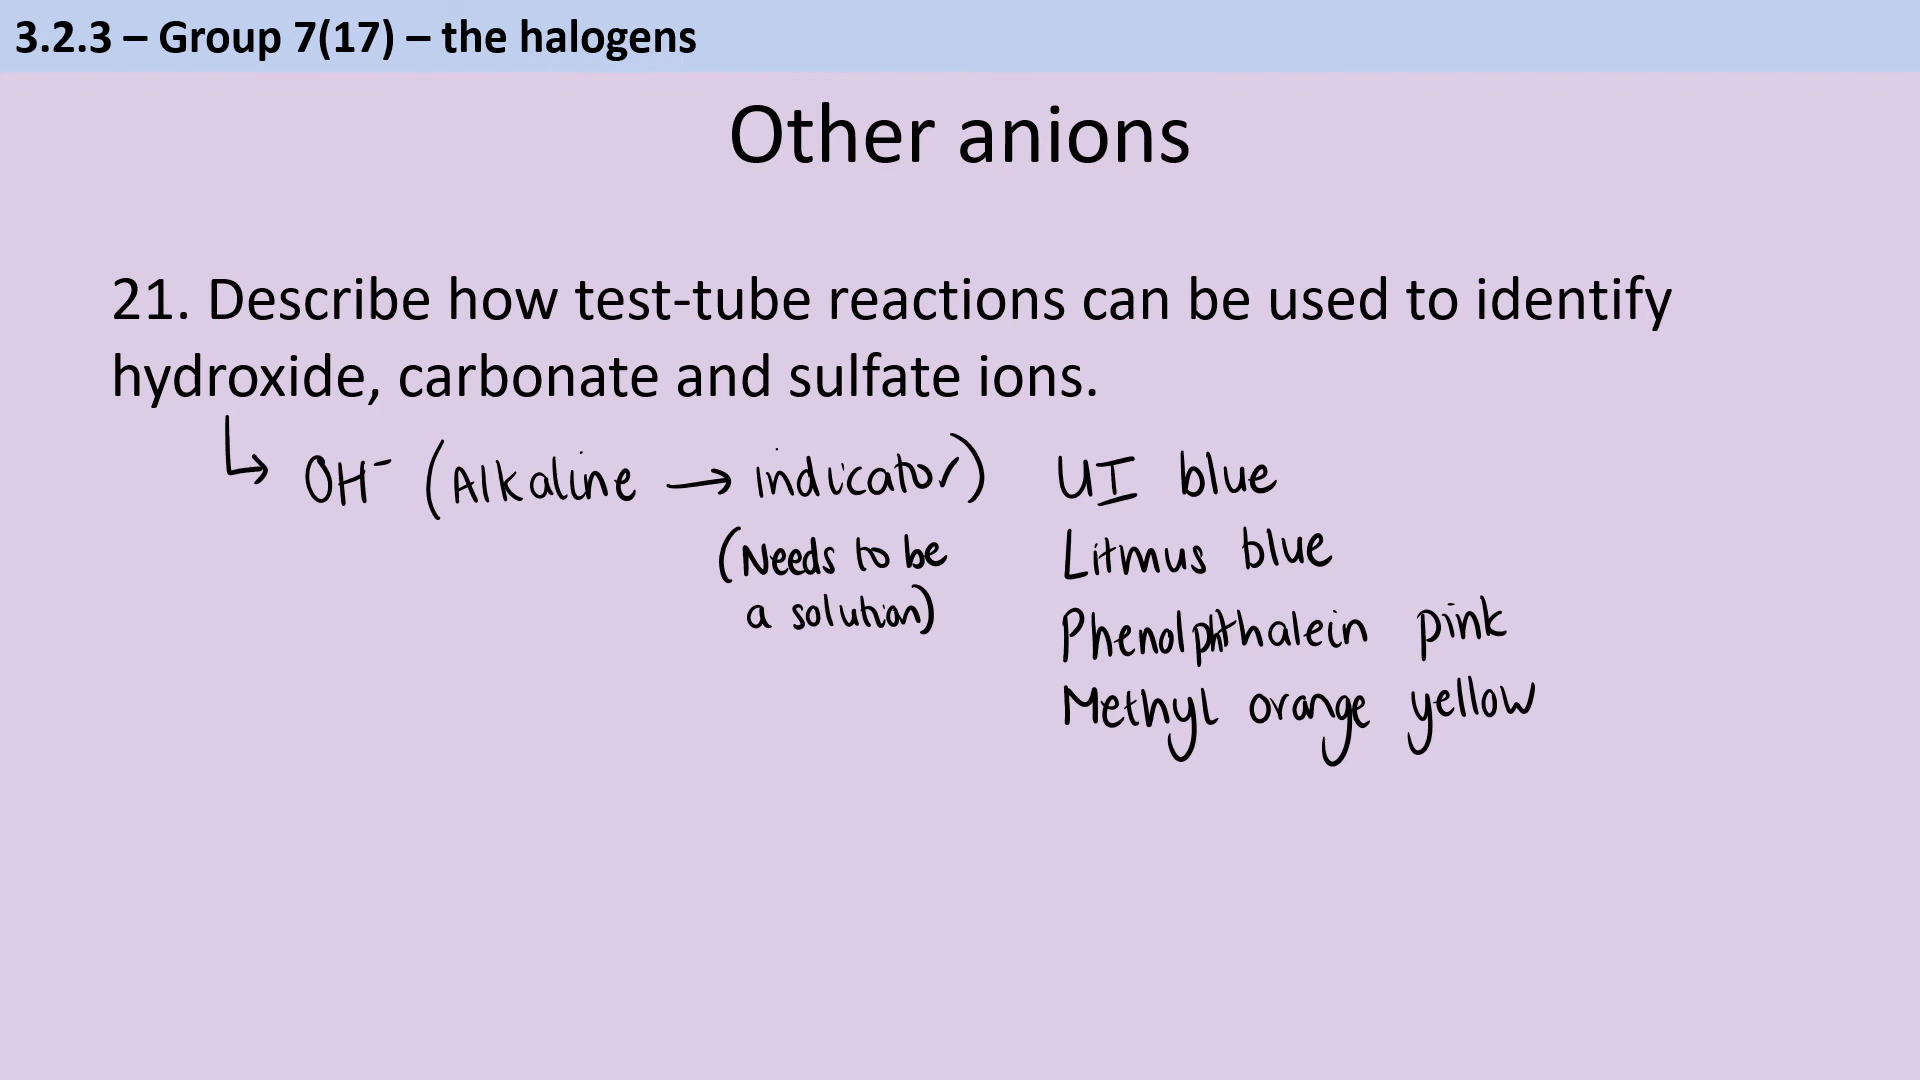 3.2.3 – Group 7(17) – the halogens
Other anions
21. Describe how test-tube reactions can be used to identify
hydroxide, carbonate and sulfate ions.
↳ OH⁻ (Alkaline → indicator) UI blue
(Needs to be
a solution)
Litmus blue
Phenolphthalein pink
Methyl orange yellow